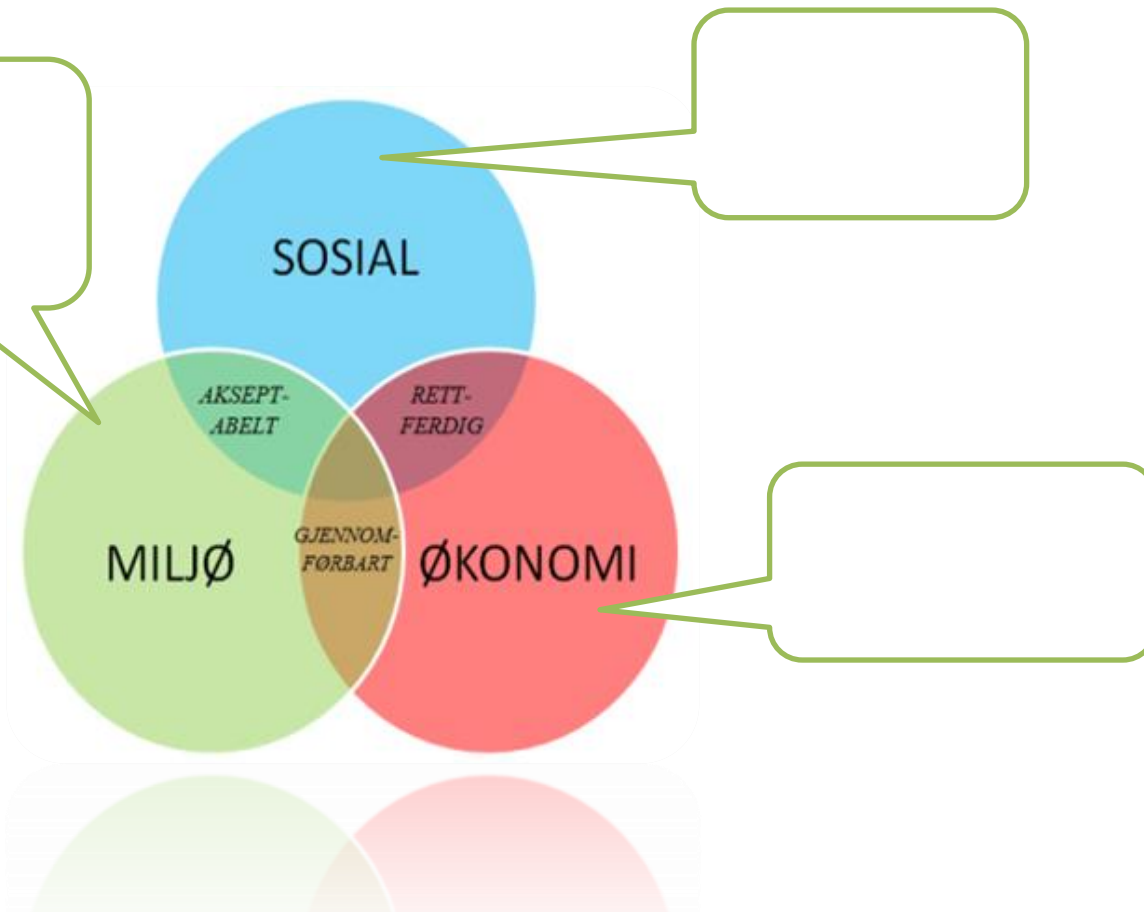 SOSIAL
AKSEPT-
ABELT
RETT-
FERDIG
MILJØ
GJENNOM-
FØRBART
ØKONOMI